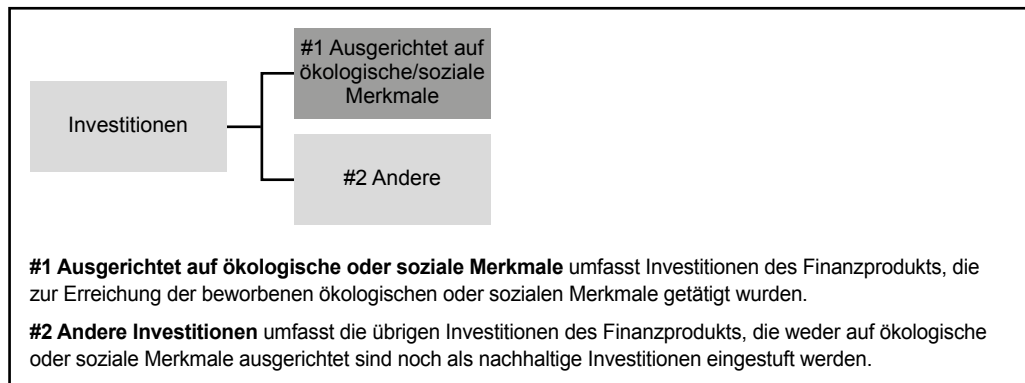 #1 Ausgerichtet auf
ökologische/soziale
Merkmale
Investitionen
#2 Andere
#1 Ausgerichtet auf ökologische oder soziale Merkmale umfasst Investitionen des Finanzprodukts, die
zur Erreichung der beworbenen ökologischen oder sozialen Merkmale getätigt wurden.
#2 Andere Investitionen umfasst die übrigen Investitionen des Finanzprodukts, die weder auf ökologische
oder soziale Merkmale ausgerichtet sind noch als nachhaltige Investitionen eingestuft werden.